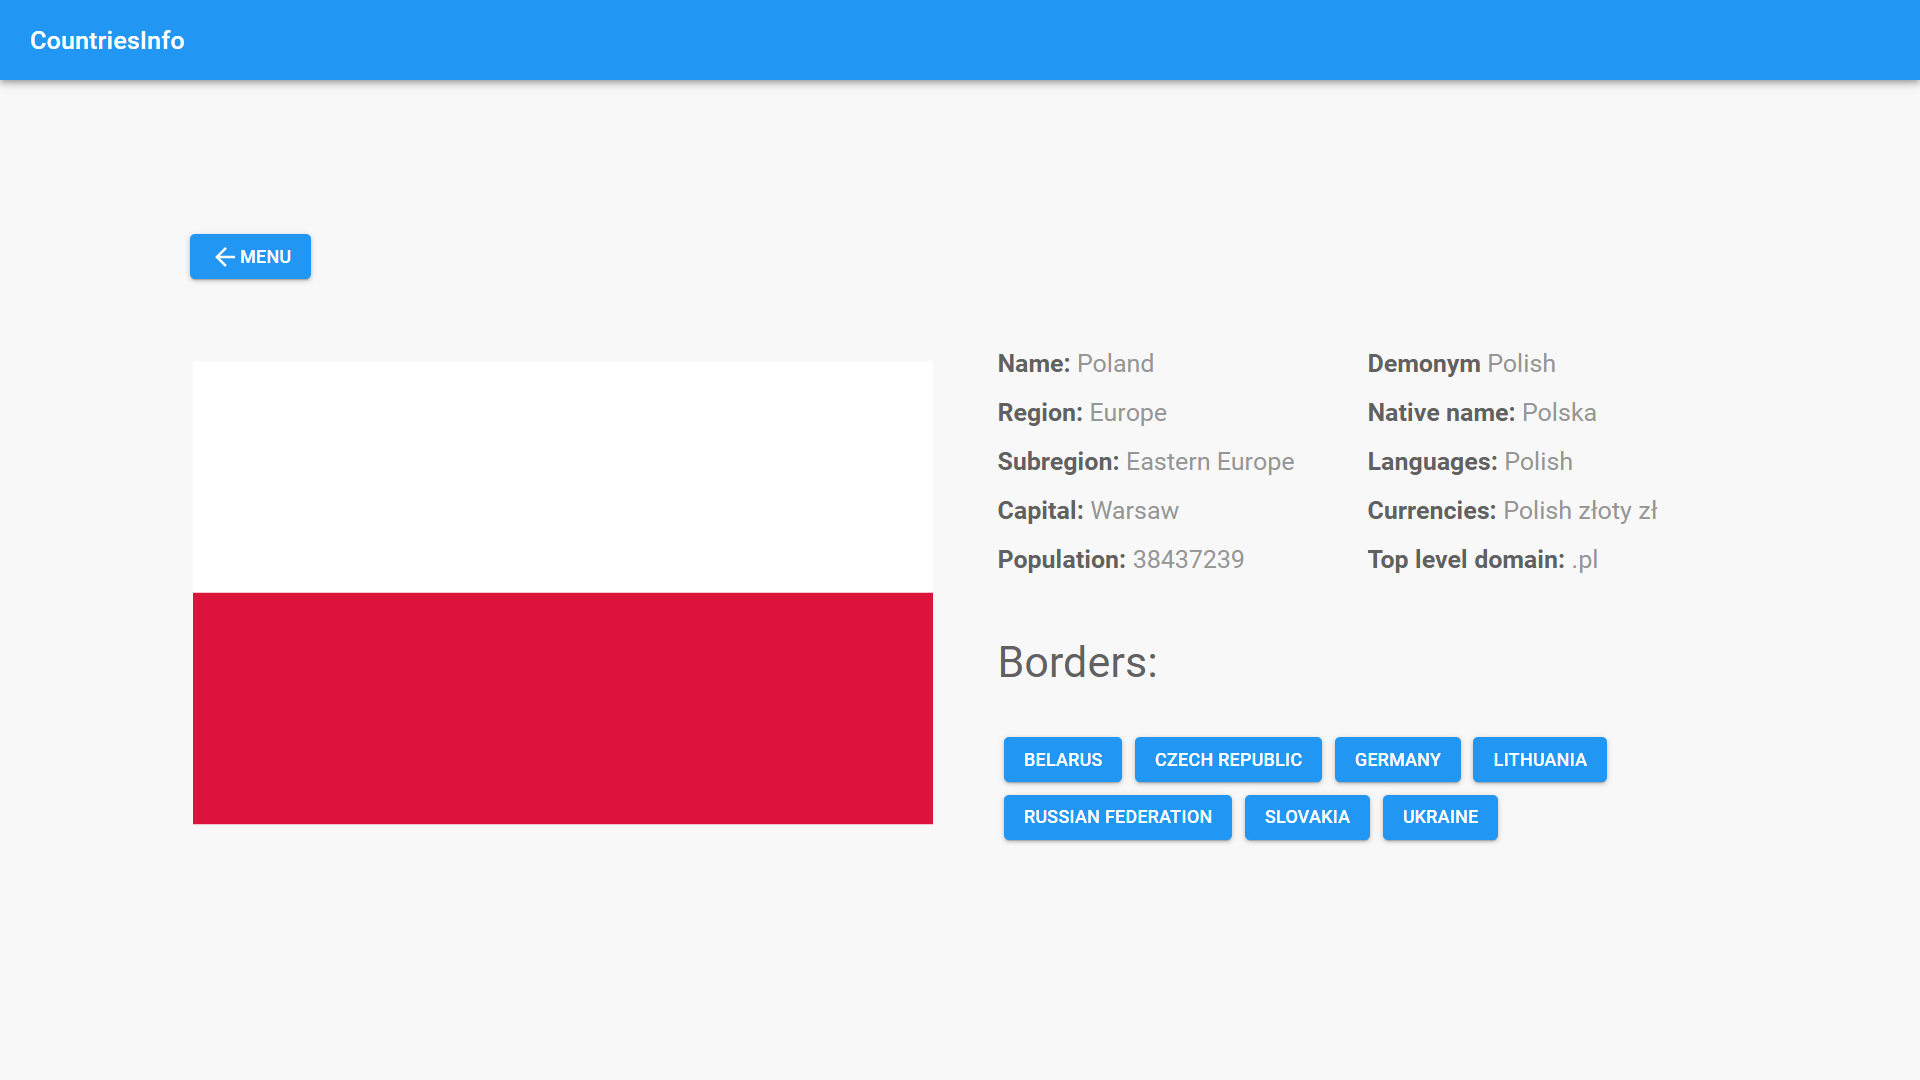 CountriesInfo
MENU
Name: Poland
Region: Europe
Subregion: Eastern Europe
Capital: Warsaw
Population: 38437239
Demonym Polish
Native name: Polska
Languages: Polish
Currencies: Polish złoty zł
Top level domain: .pl
Borders:
BELARUS CZECH REPUBLIC GERMANY LITHUANIA
RUSSIAN FEDERATION SLOVAKIA UKRAINE